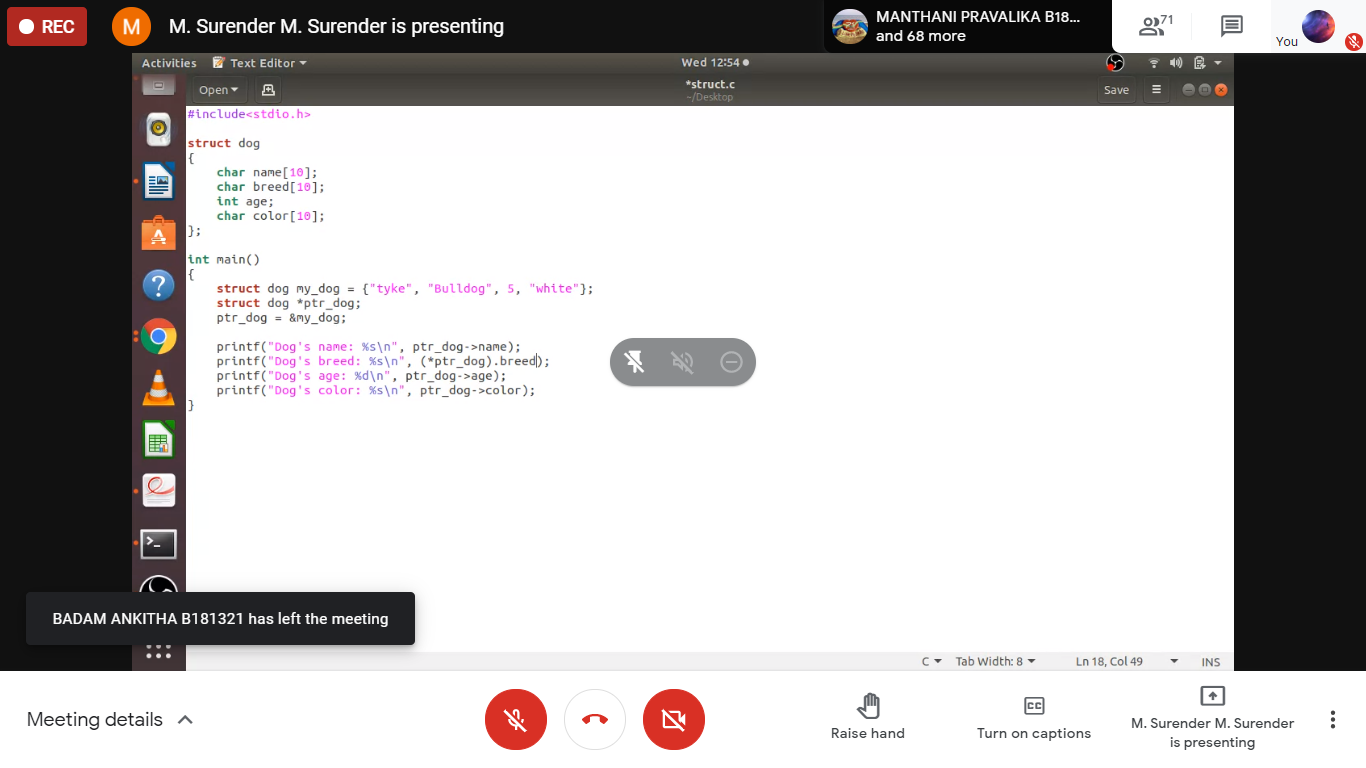 REC
M
M. Surender M. Surender is presenting
MANTHANI PRAVALIKA B18...
and 68 more
71
You
Activities
Text Editor
Wed 12:54
Open
*struct.c
~/Desktop
Save
#include<stdio.h>
struct dog
{
    char name[10];
    char breed[10];
    int age;
    char color[10];
};
int main()
{
    struct dog my_dog = {"tyke", "Bulldog", 5, "white"};
    struct dog *ptr_dog;
    ptr_dog = &my_dog;
    printf("Dog's name: %s\n", ptr_dog->name);
    printf("Dog's breed: %s\n", (*ptr_dog).breed);
    printf("Dog's age: %d\n", ptr_dog->age);
    printf("Dog's color: %s\n", ptr_dog->color);
}
BADAM ANKITHA B181321 has left the meeting
C
Tab Width: 8
Ln 18, Col 49
INS
Meeting details
Raise hand
CC
Turn on captions
M. Surender M. Surender
is presenting